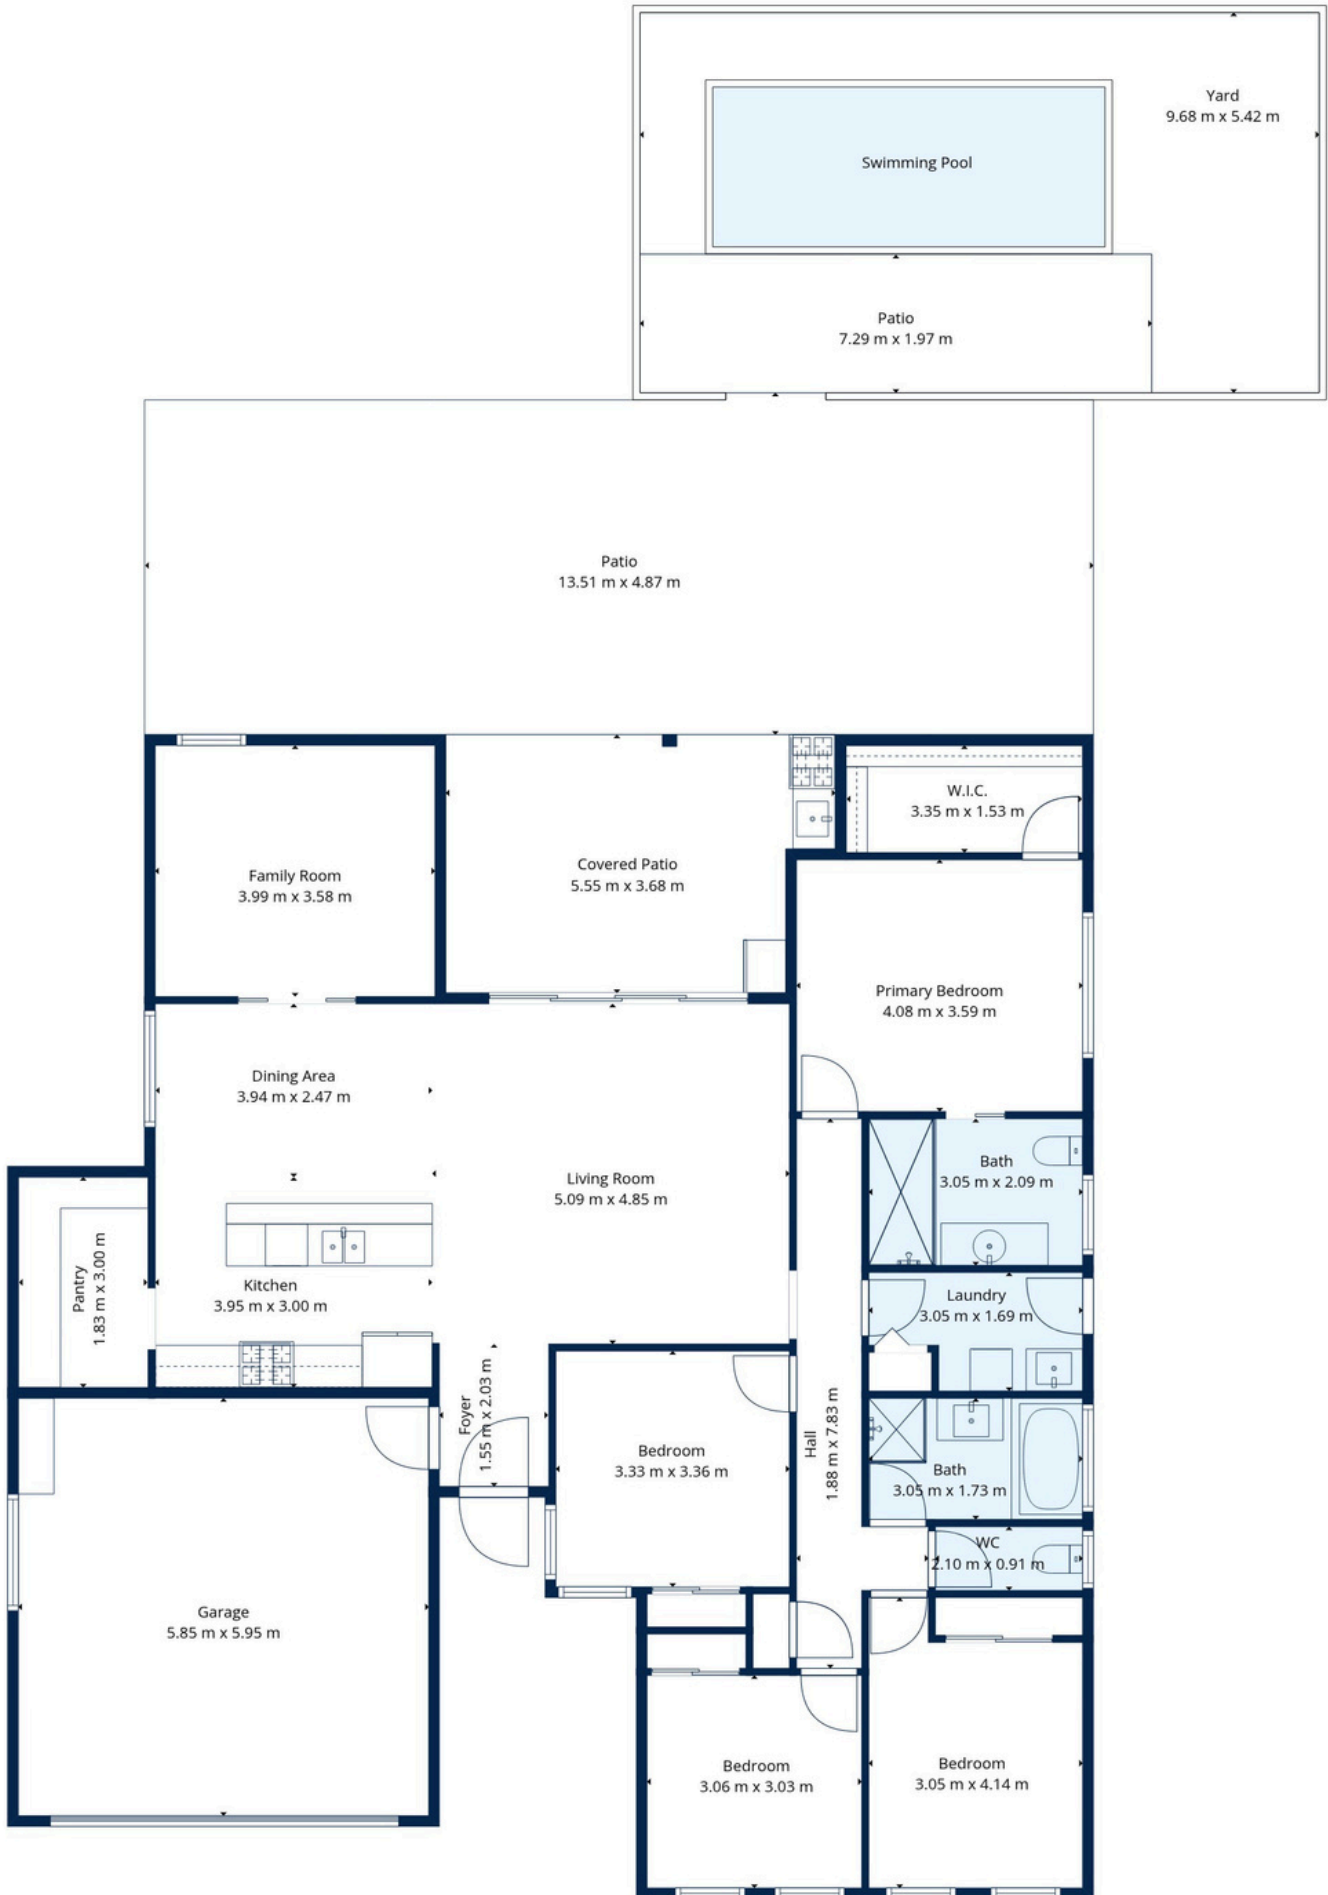 Yard
9.68 m x 5.42 m
Swimming Pool
Patio
7.29 m x 1.97 m
Patio
13.51 m x 4.87 m
W.I.C.
3.35 m x 1.53 m
Family Room
3.99 m x 3.58 m
Covered Patio
5.55 m x 3.68 m
Primary Bedroom
4.08 m x 3.59 m
Dining Area
3.94 m x 2.47 m
Living Room
5.09 m x 4.85 m
Bath
3.05 m x 2.09 m
Pantry
1.83 m x 3.00 m
Kitchen
3.95 m x 3.00 m
Laundry
3.05 m x 1.69 m
Foyer
1.55 m x 2.03 m
Bedroom
3.33 m x 3.36 m
Hall
1.88 m x 7.83 m
Bath
3.05 m x 1.73 m
WC
2.10 m x 0.91 m
Garage
5.85 m x 5.95 m
Bedroom
3.06 m x 3.03 m
Bedroom
3.05 m x 4.14 m